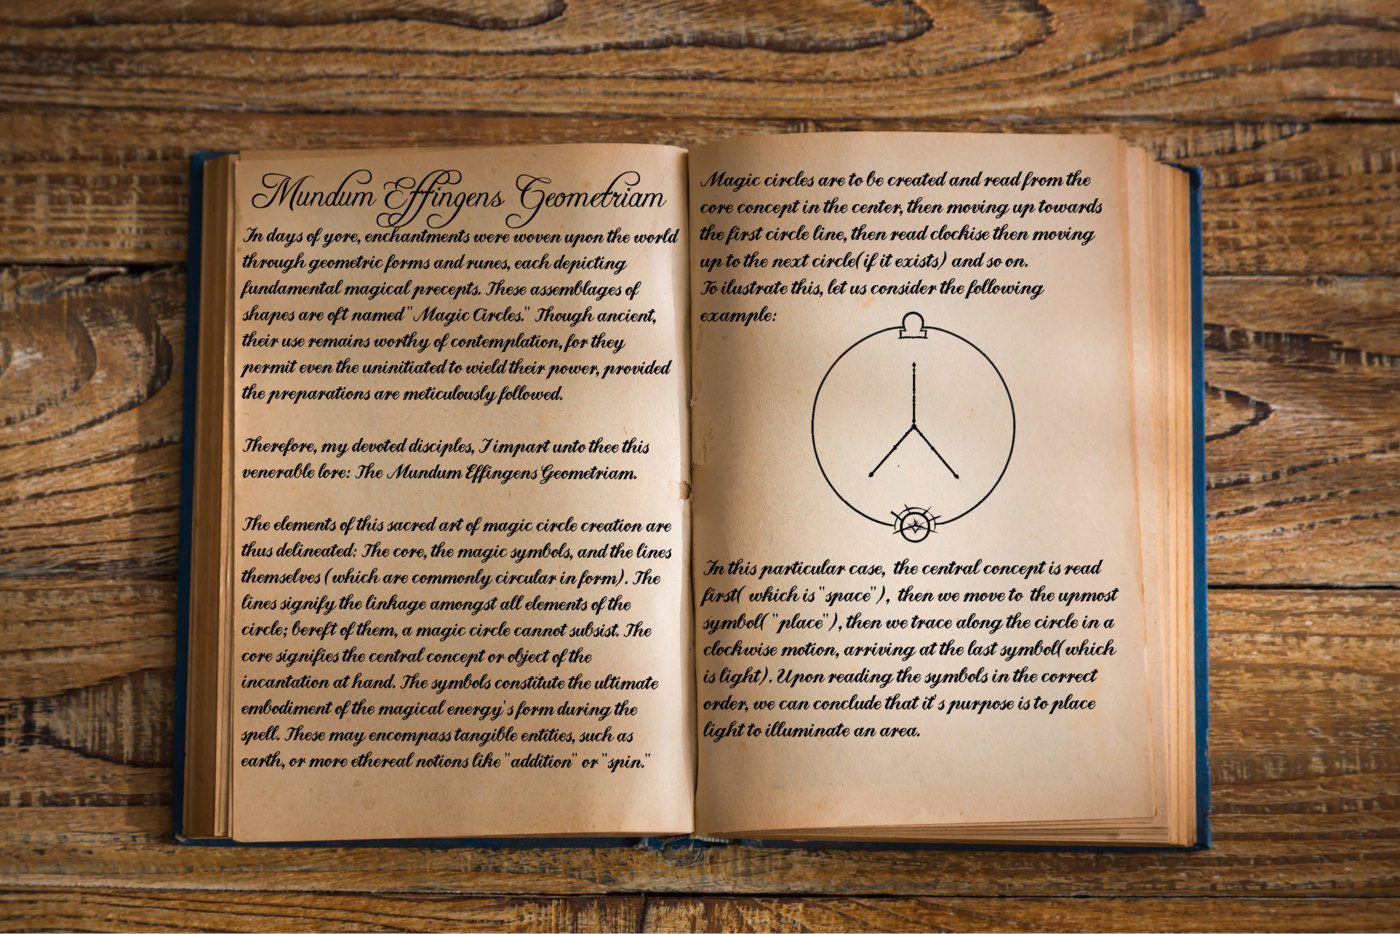 Mundum Effingens Geometriam
In days of yore, enchantments were woven upon the world
through geometric forms and runes, each depicting
fundamental magical precepts. These assemblages of
shapes are oft named "Magic Circles." Though ancient,
their use remains worthy of contemplation, for they
permit even the uninitiated to wield their power, provided
the preparations are meticulously followed.
Therefore, my devoted disciples, I impart unto thee this
venerable lore: The Mundum Effingens Geometriam.
The elements of this sacred art of magic circle creation are
thus delineated: The core, the magic symbols, and the lines
themselves (which are commonly circular in form). The
lines signify the linkage amongst all elements of the
circle; bereft of them, a magic circle cannot subsist. The
core signifies the central concept or object of the
incantation at hand. The symbols constitute the ultimate
embodiment of the magical energy's form during the
spell. These may encompass tangible entities, such as
earth, or more ethereal notions like "addition" or "spin."
Magic circles are to be created and read from the
core concept in the center, then moving up towards
the first circle line, then read clockise then moving
up to the next circle(if it exists) and so on.
To ilustrate this, let us consider the following
example:
In this particular case, the central concept is read
first( which is "space"), then we move to the upmost
symbol( "place"), then we trace along the circle in a
clockwise motion, arriving at the last symbol( which
is light). Upon reading the symbols in the correct
order, we can conclude that it's purpose is to place
light to illuminate an area.